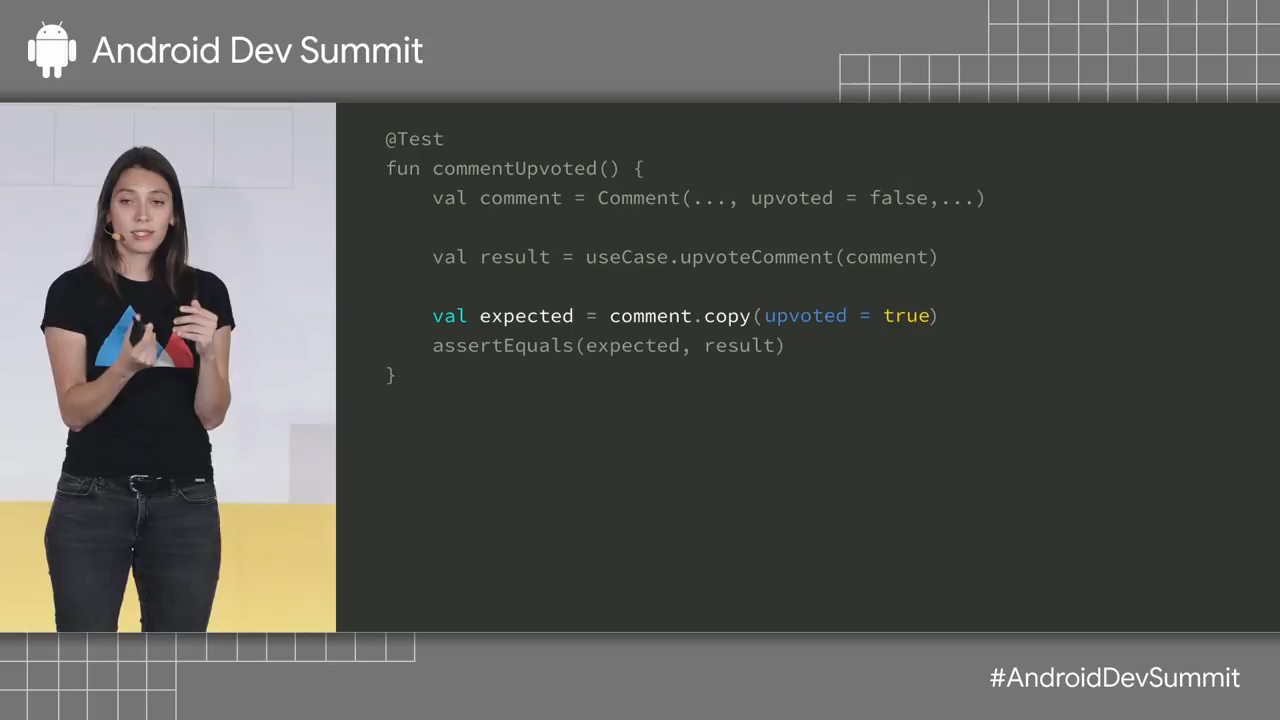 Android Dev Summit
@Test
fun commentUpvoted() {
    val comment = Comment(..., upvoted = false,...)
    val result = useCase.upvoteComment(comment)
    val expected = comment.copy(upvoted = true)
    assertEquals(expected, result)
}
#AndroidDevSummit